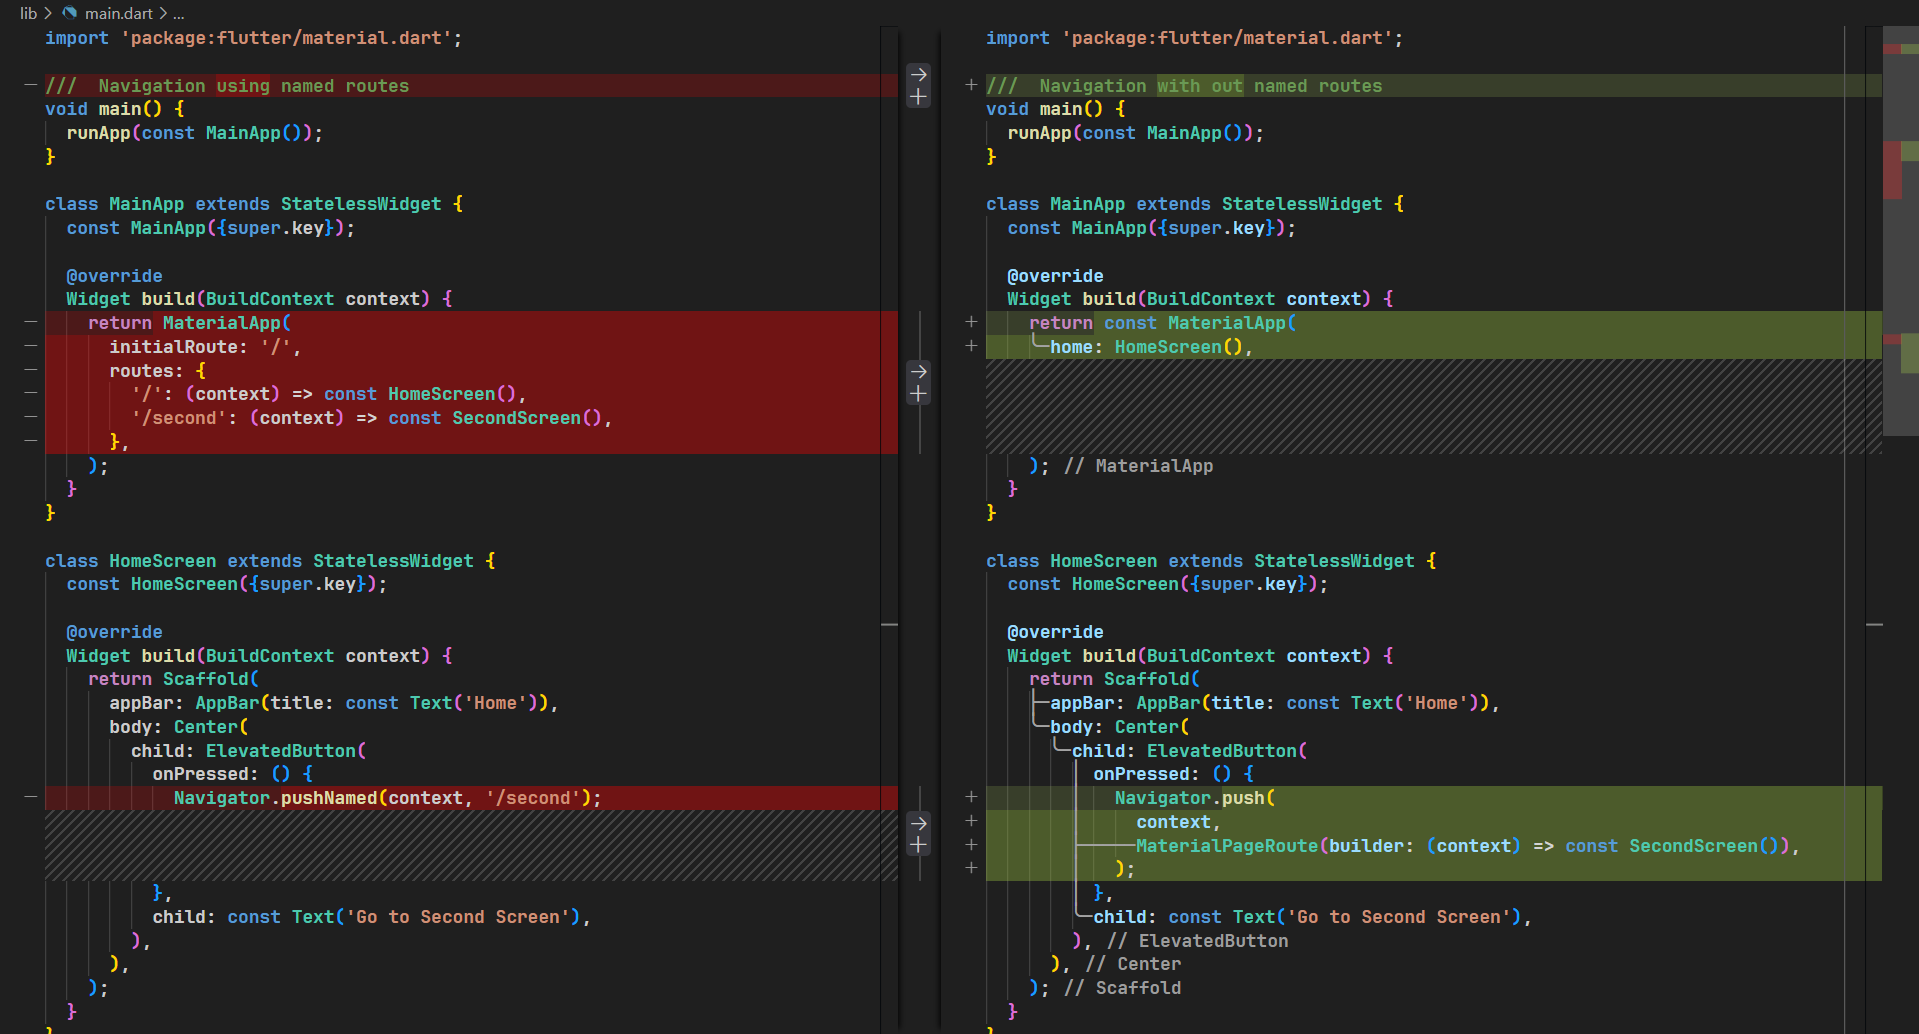 lib > main.dart > ...
import 'package:flutter/material.dart';
///  Navigation using named routes
void main() {
  runApp(const MainApp());
}
class MainApp extends StatelessWidget {
  const MainApp({super.key});
  @override
  Widget build(BuildContext context) {
    return MaterialApp(
      initialRoute: '/',
      routes: {
        '/': (context) => const HomeScreen(),
        '/second': (context) => const SecondScreen(),
      },
    );
  }
}
class HomeScreen extends StatelessWidget {
  const HomeScreen({super.key});
  @override
  Widget build(BuildContext context) {
    return Scaffold(
      appBar: AppBar(title: const Text('Home')),
      body: Center(
        child: ElevatedButton(
          onPressed: () {
            Navigator.pushNamed(context, '/second');
          },
          child: const Text('Go to Second Screen'),
        ),
      ),
    );
  }
}
import 'package:flutter/material.dart';
///  Navigation with out named routes
void main() {
  runApp(const MainApp());
}
class MainApp extends StatelessWidget {
  const MainApp({super.key});
  @override
  Widget build(BuildContext context) {
    return const MaterialApp(
      home: HomeScreen(),
    ); // MaterialApp
  }
}
class HomeScreen extends StatelessWidget {
  const HomeScreen({super.key});
  @override
  Widget build(BuildContext context) {
    return Scaffold(
      appBar: AppBar(title: const Text('Home')),
      body: Center(
        child: ElevatedButton(
          onPressed: () {
            Navigator.push(
              context,
              MaterialPageRoute(builder: (context) => const SecondScreen()),
            );
          },
          child: const Text('Go to Second Screen'),
        ), // ElevatedButton
      ), // Center
    ); // Scaffold
  }
}